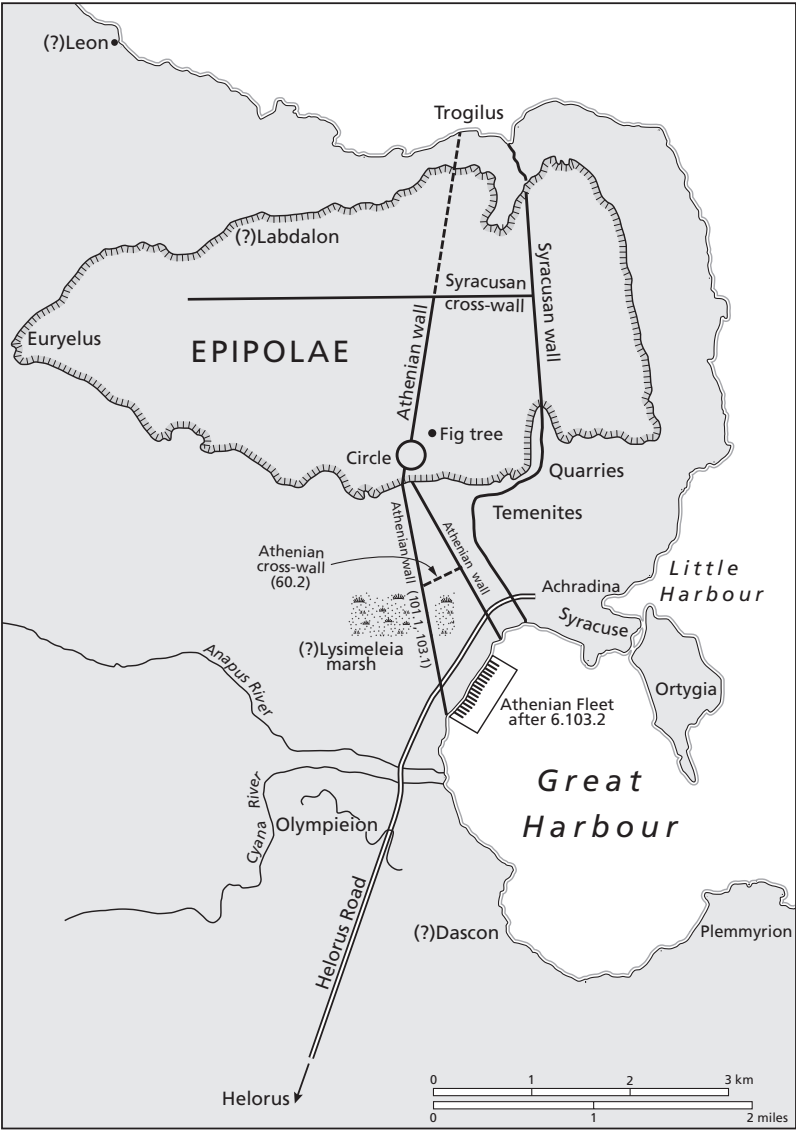 (?)Leon
Trogilus
(?)Labdalon
Syracusan
cross-wall
Syracusan wall
Euryelus
EPIPOLAE
Athenian wall
Fig tree
Circle
Quarries
Temenites
Athenian
cross-wall
(60.2)
Athenian wall (101.1, 103.1)
Athenian wall
Achradina
Little
Harbour
Syracuse
(?)Lysimeleia
marsh
Ortygia
Anapus River
Athenian Fleet
after 6.103.2
Great
Harbour
Cyana River
Olympieion
Helorus Road
(?)Dascon
Plemmyrion
Helorus
0 1 2 3 km
0 1 2 miles